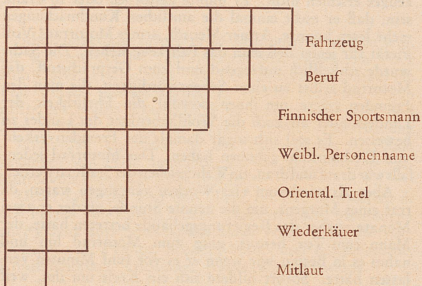 Fahrzeug
Beruf
Finnischer Sportsmann
Weibl. Personenname
Oriental. Titel
Wiederkäuer
Mitlaut